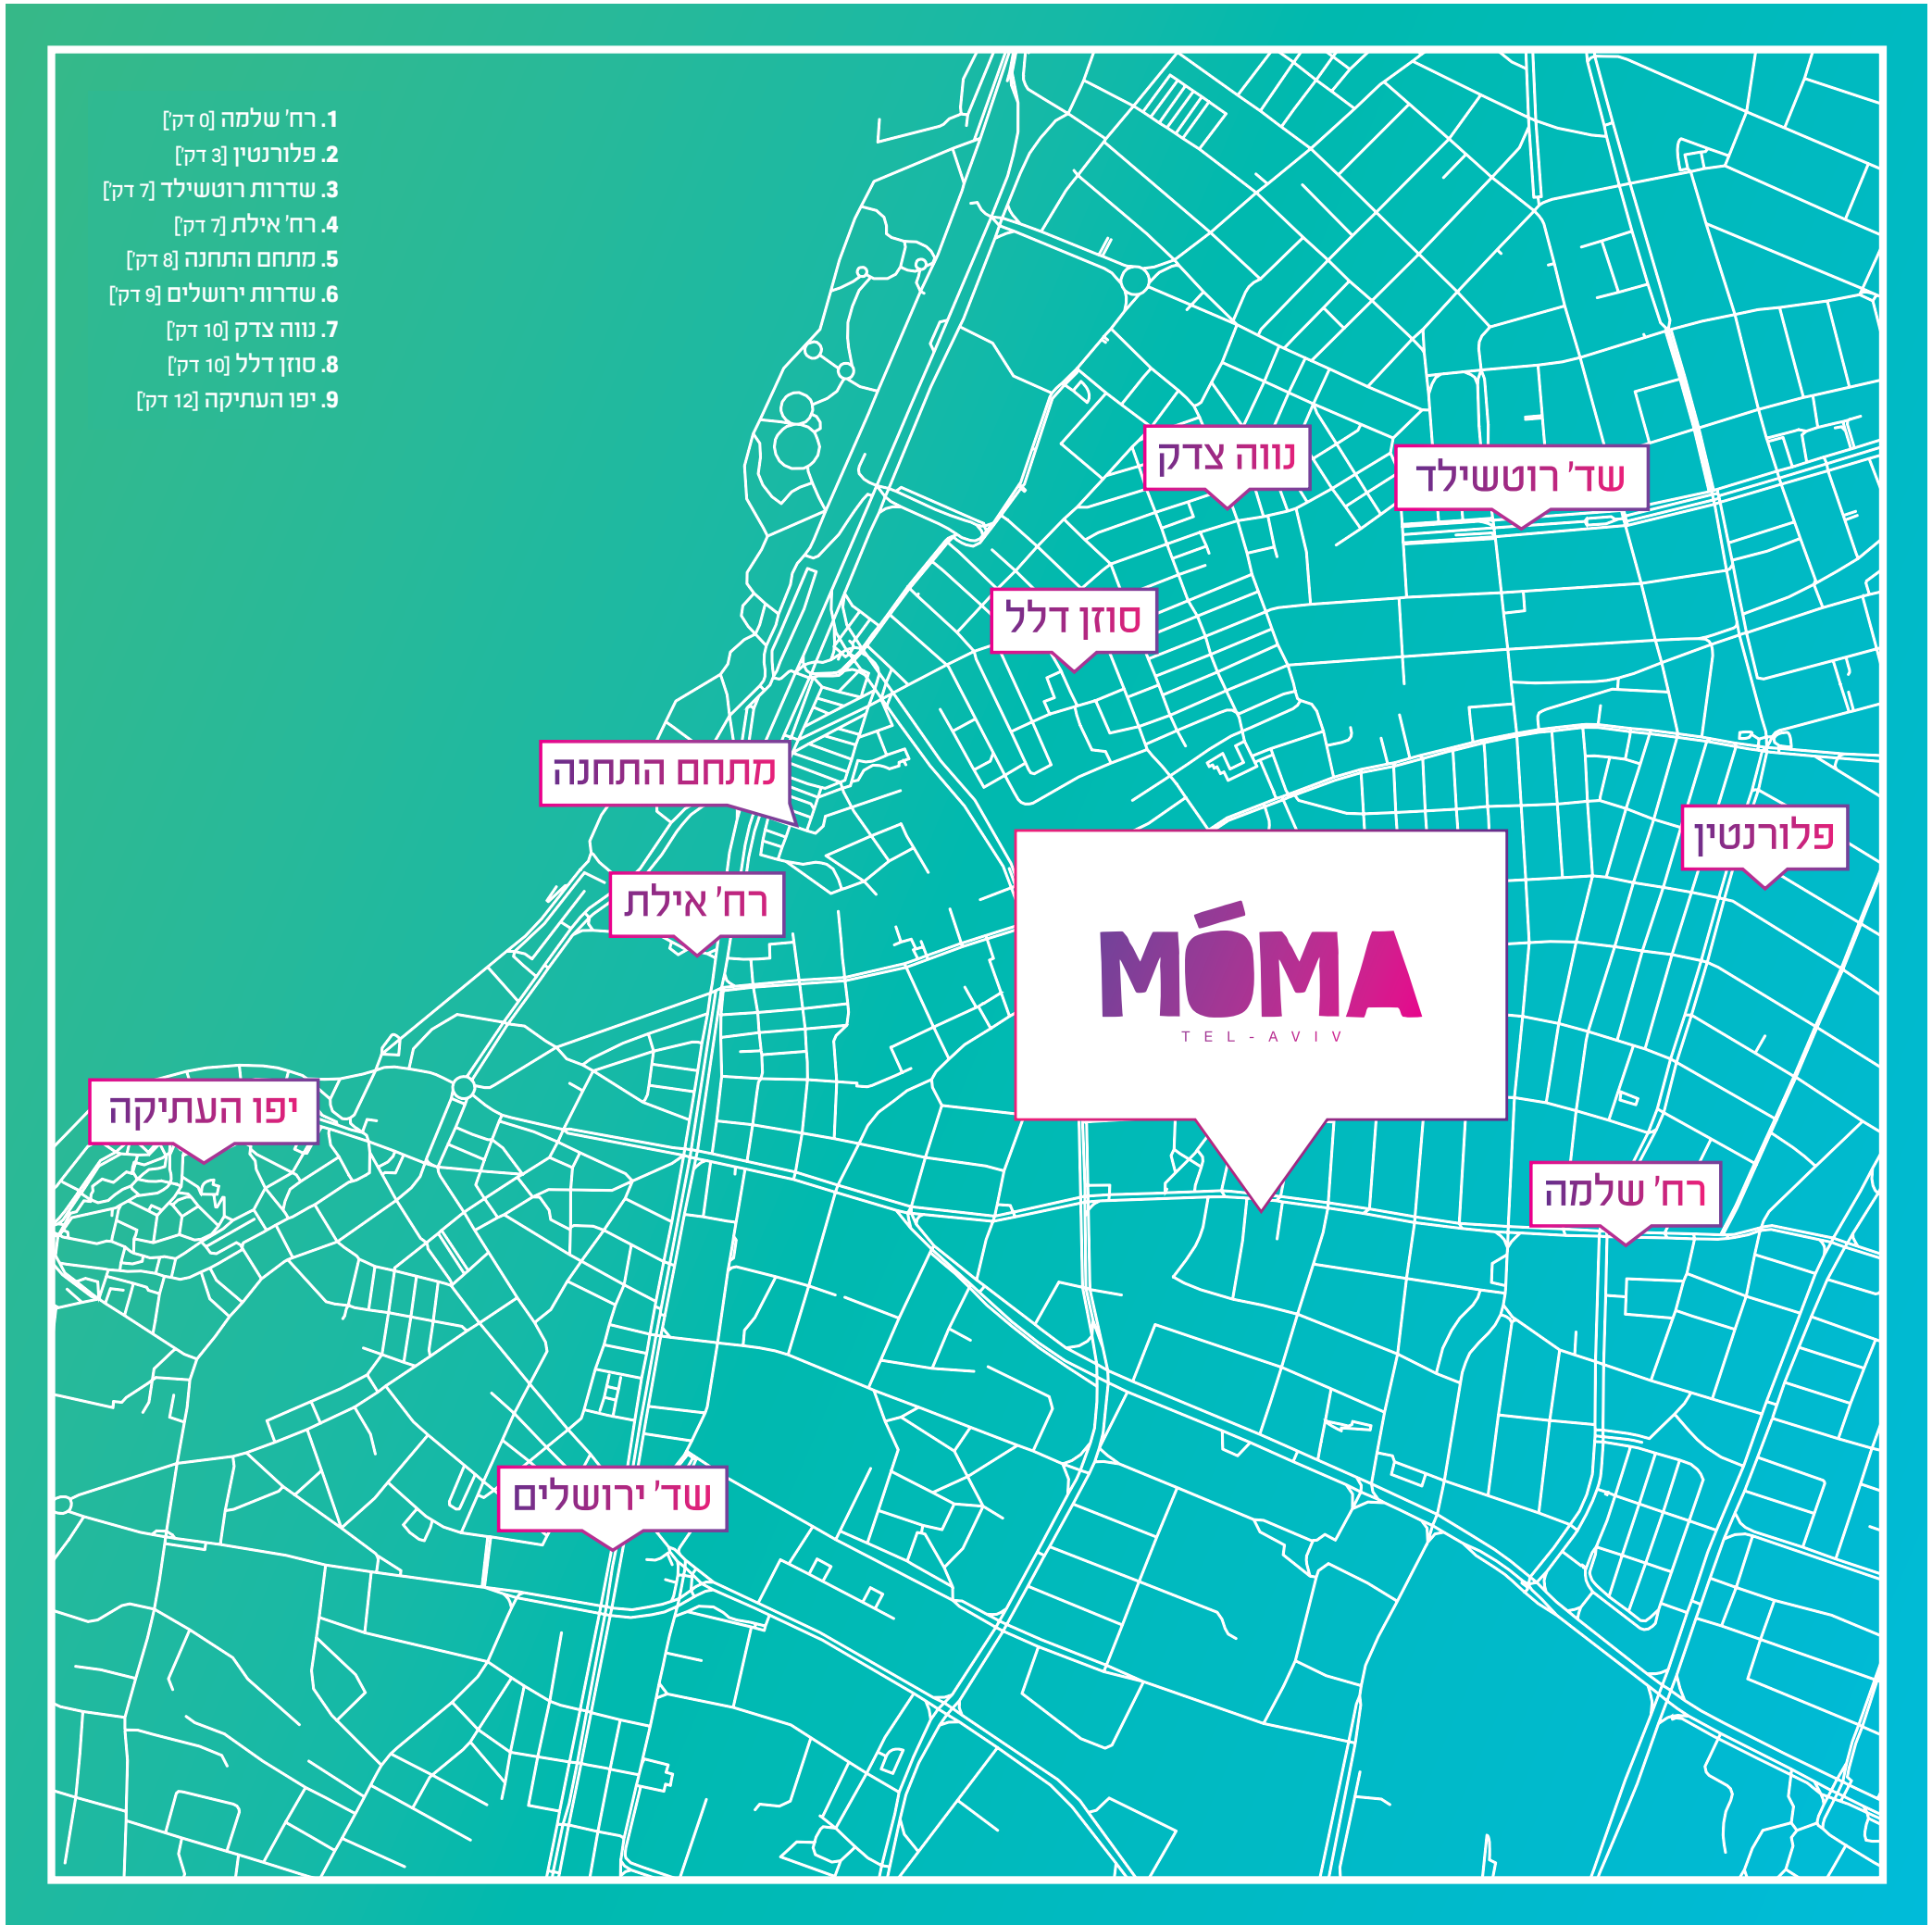 1. רח' שלמה [0 דק']
2. פלורנטין [3 דק']
3. שדרות רוטשילד [7 דק']
4. רח' אילת [7 דק']
5. מתחם התחנה [8 דק']
6. שדרות ירושלים [9 דק']
7. נווה צדק [10 דק']
8. סוזן דלל [10 דק']
9. יפו העתיקה [12 דק']
נווה צדק
שד' רוטשילד
סוזן דלל
מתחם התחנה
פלורנטין
רח' אילת
MŌMA
TEL-AVIV
יפו העתיקה
רח' שלמה
שד' ירושלים